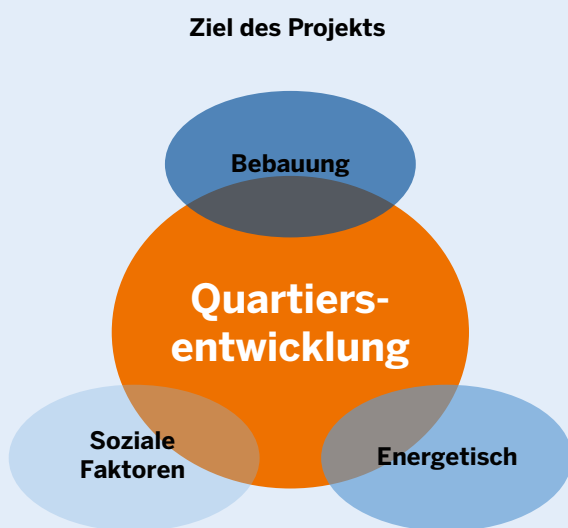 Ziel des Projekts
Bebauung
Quartiers-
entwicklung
Soziale
Faktoren
Energetisch